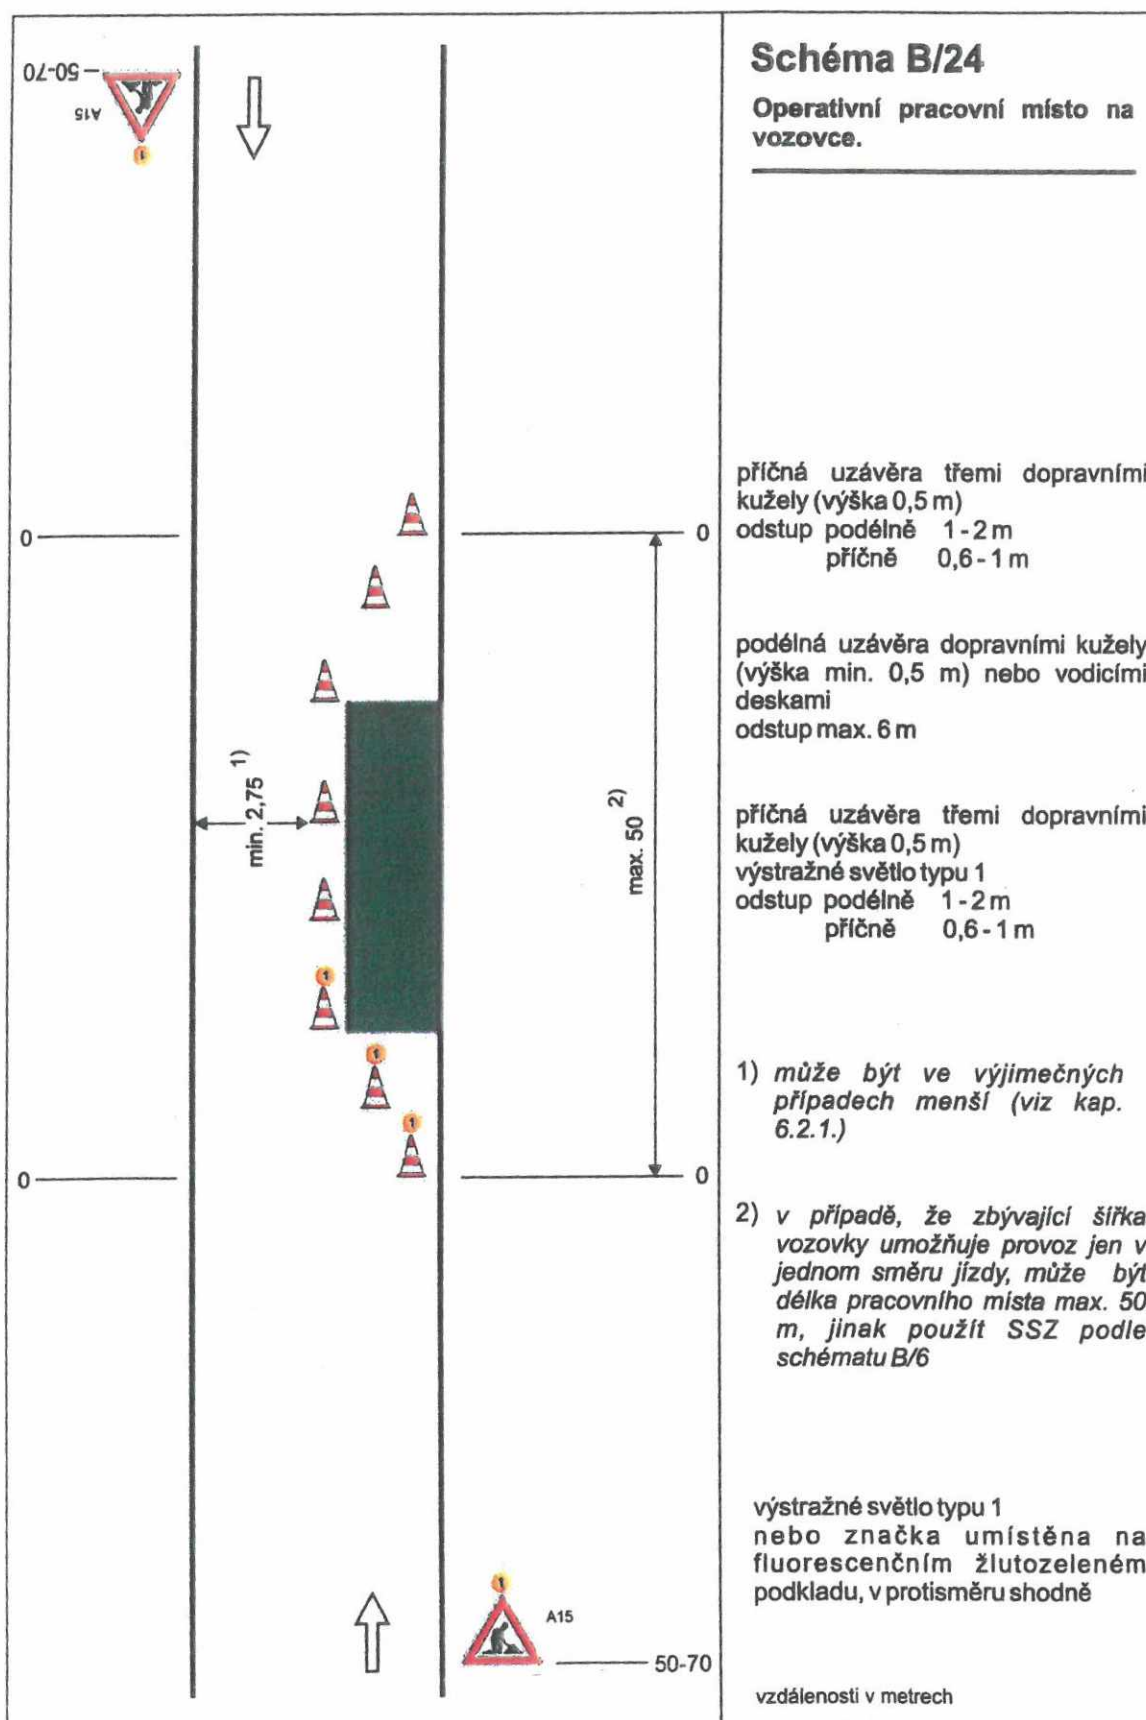 Schéma B/24
Operativní pracovní místo na
vozovce.
50-70
A15
1
0
0
příčná uzávěra třemi dopravními
kužely (výška 0,5 m)
odstup podélně 1 - 2 m
příčně 0,6 - 1 m
podélná uzávěra dopravními kužely
(výška min. 0,5 m) nebo vodicími
deskami
odstup max. 6 m
min. 2,75 1)
max. 50 2)
příčná uzávěra třemi dopravními
kužely (výška 0,5 m)
výstražné světlo typu 1
odstup podélně 1 - 2 m
příčně 0,6 - 1 m
1
1
1
0
0
1) může být ve výjimečných
případech menší (viz kap.
6.2.1.)
2) v případě, že zbývající šířka
vozovky umožňuje provoz jen v
jednom směru jízdy, může být
délka pracovního místa max. 50
m, jinak použít SSZ podle
schématu B/6
výstražné světlo typu 1
nebo značka umístěna na
fluorescenčním žlutozeleném
podkladu, v protisměru shodně
1
A15
50-70
vzdálenosti v metrech